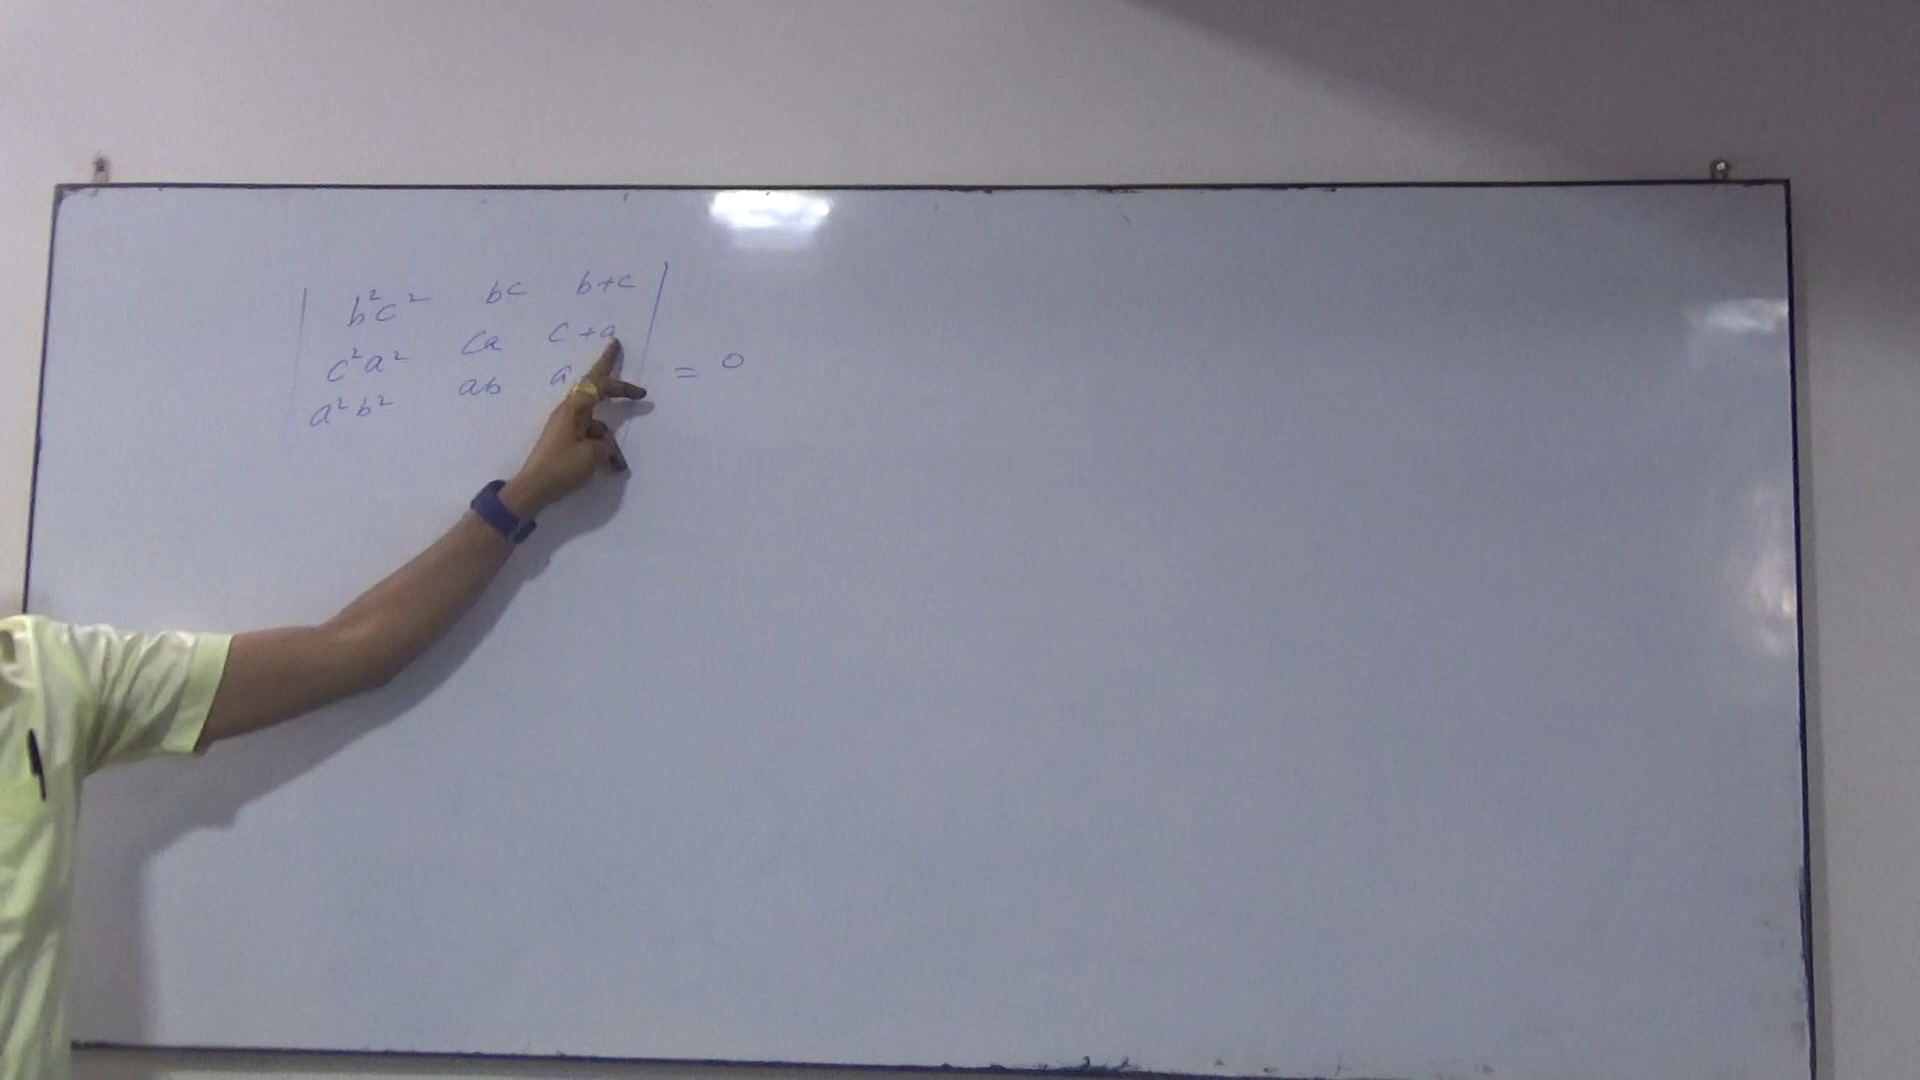 b²c² bc b+c
c²a² ca c+a
a²b² ab a = 0